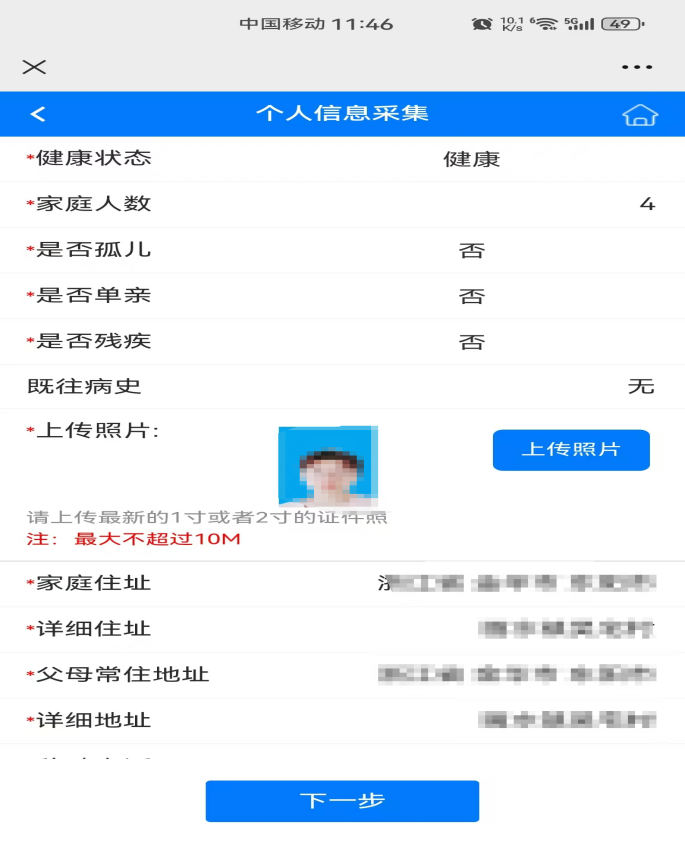 中国移动 11:46 10.1 K/s 6 5G 49
个人信息采集
*健康状态 健康
*家庭人数 4
*是否孤儿 否
*是否单亲 否
*是否残疾 否
既往病史 无
*上传照片: 上传照片
请上传最新的1寸或者2寸的证件照
注: 最大不超过10M
*家庭住址
*详细住址
*父母常住地址
*详细地址
下一步